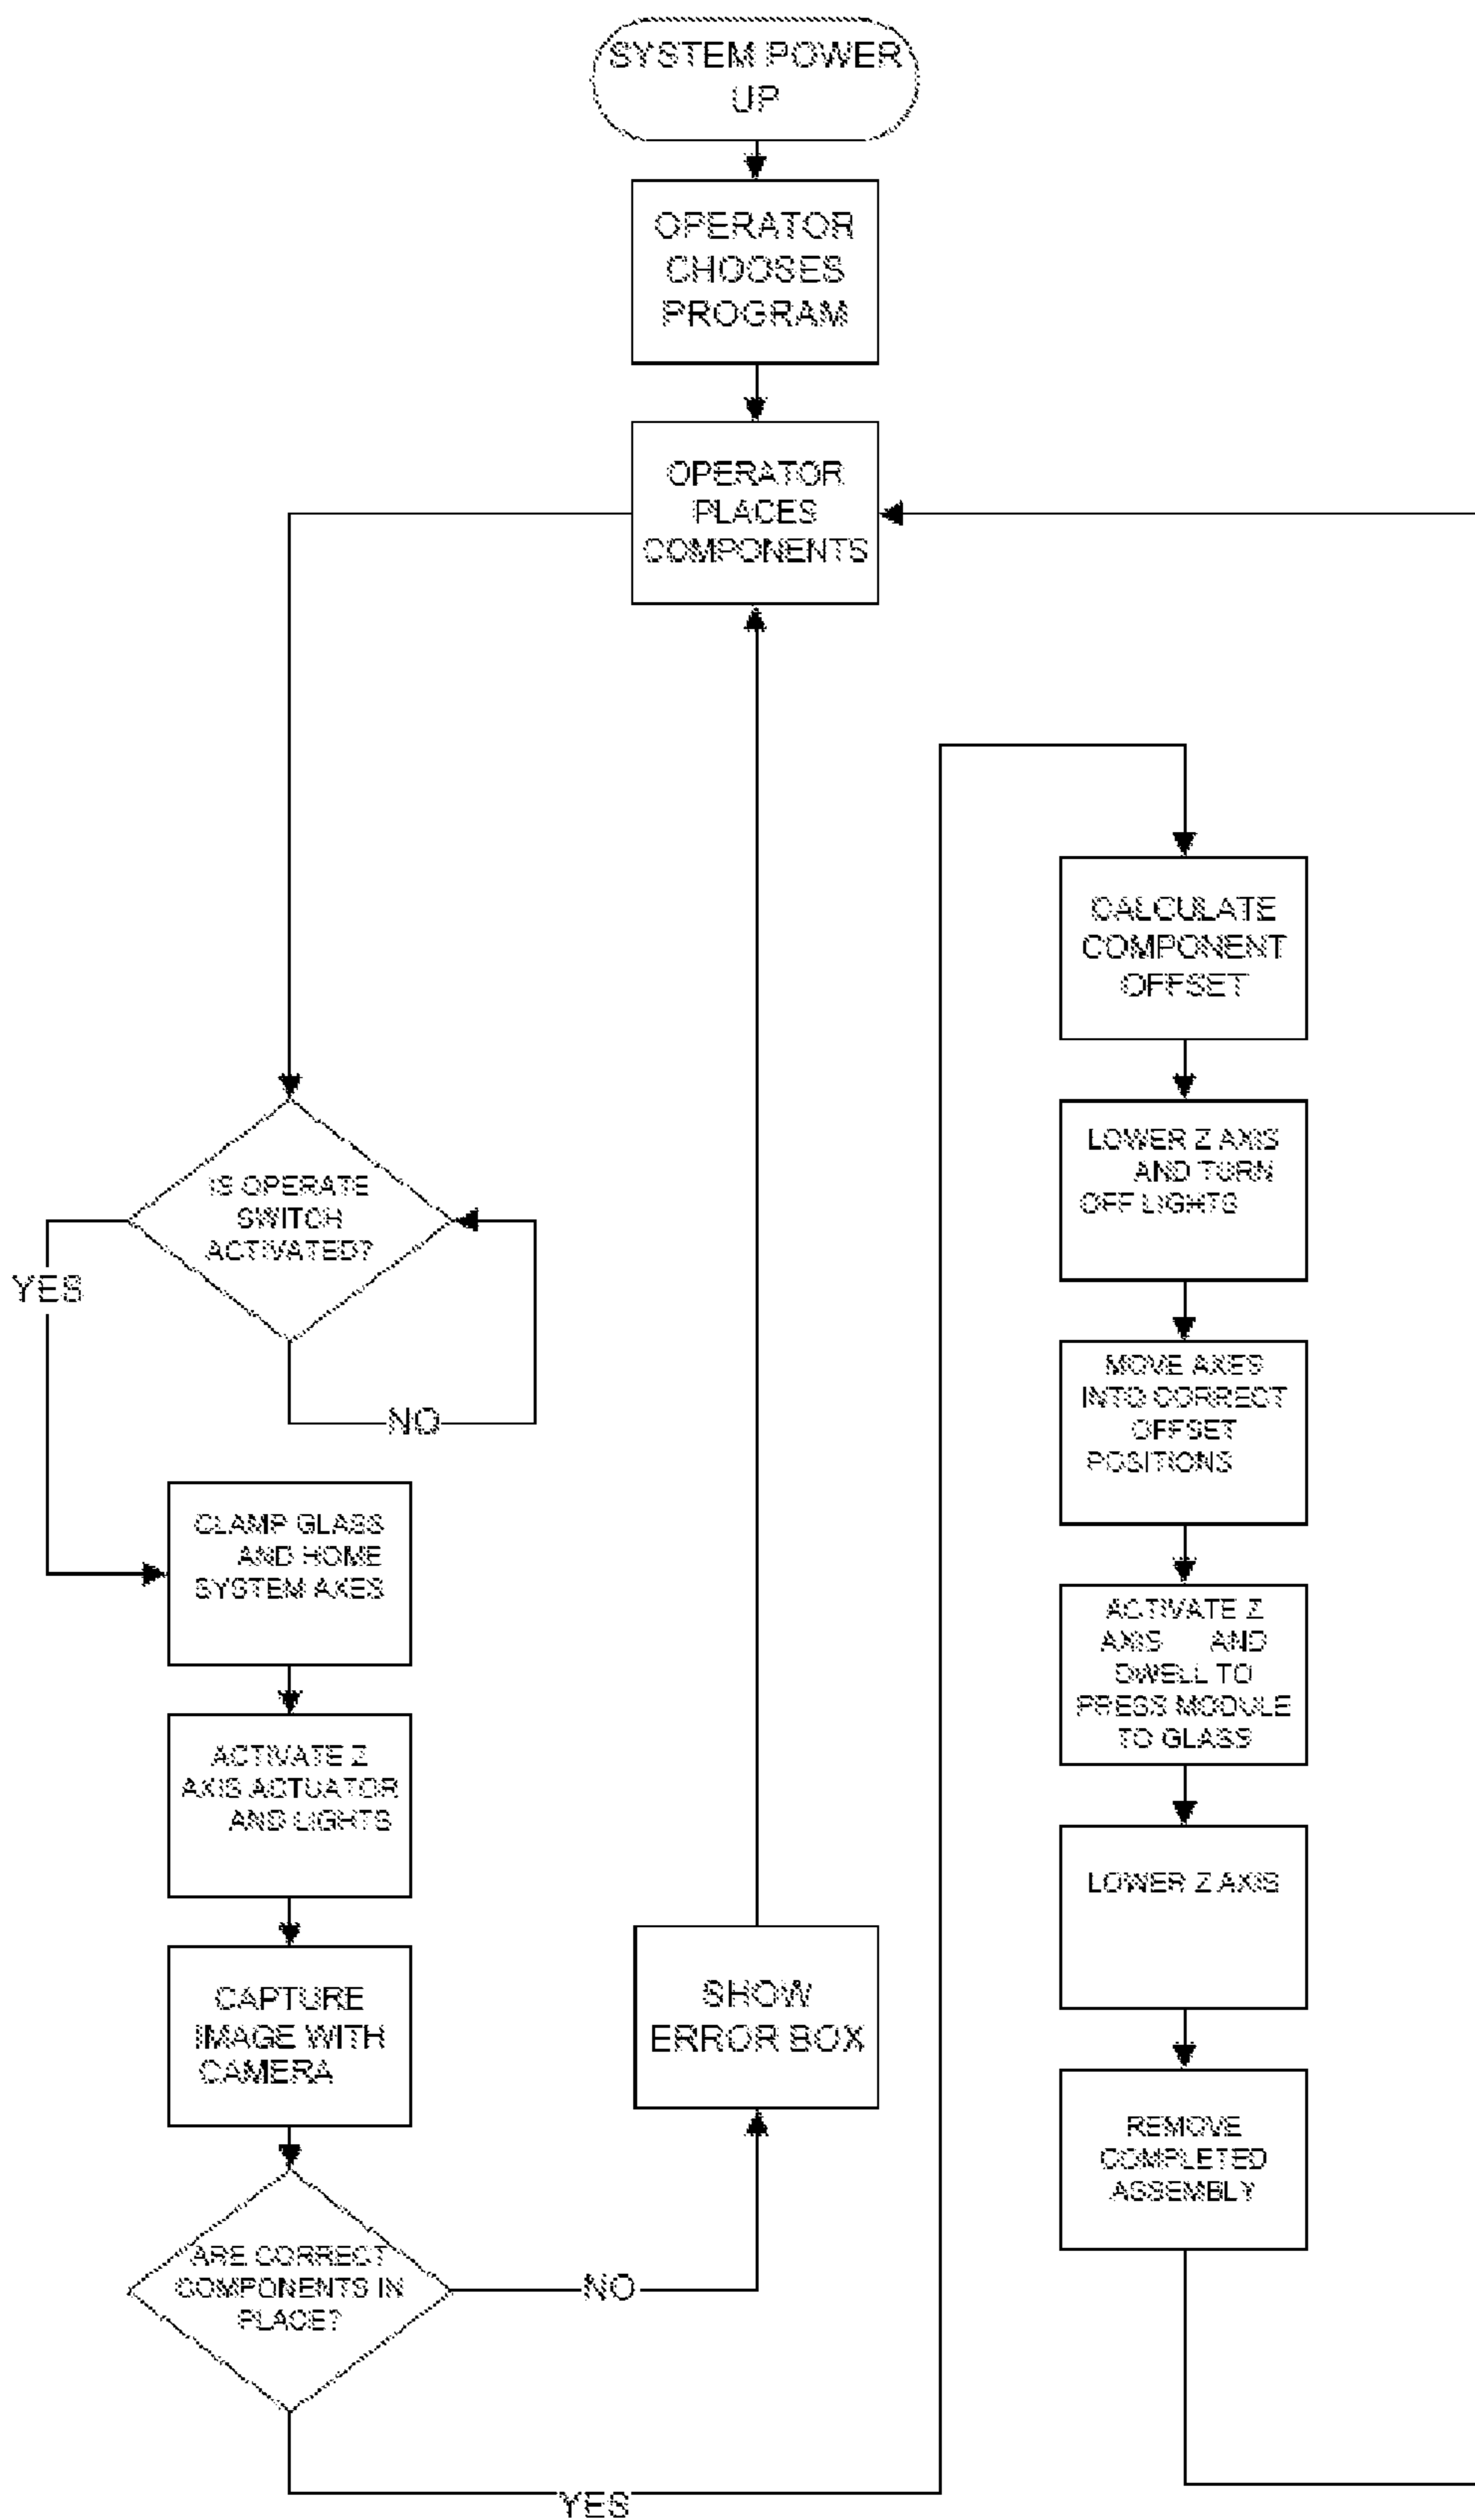 SYSTEM POWER
UP
OPERATOR
CHOOSES
PROGRAM
OPERATOR
PLACES
COMPONENTS
IS OPERATE
SWITCH
ACTIVATED?
YES
NO
CLAMP GLASS
AND HOME
SYSTEM AXES
ACTIVATE Z
AXIS ACTUATOR
AND LIGHTS
CAPTURE
IMAGE WITH
CAMERA
ARE CORRECT
COMPONENTS IN
PLACE?
NO
YES
SHOW
ERROR BOX
CALCULATE
COMPONENT
OFFSET
LOWER Z AXIS
AND TURN
OFF LIGHTS
MOVE AXES
INTO CORRECT
OFFSET
POSITIONS
ACTIVATE Z
AXIS AND
DWELL TO
PRESS MODULE
TO GLASS
LOWER Z AXIS
REMOVE
COMPLETED
ASSEMBLY